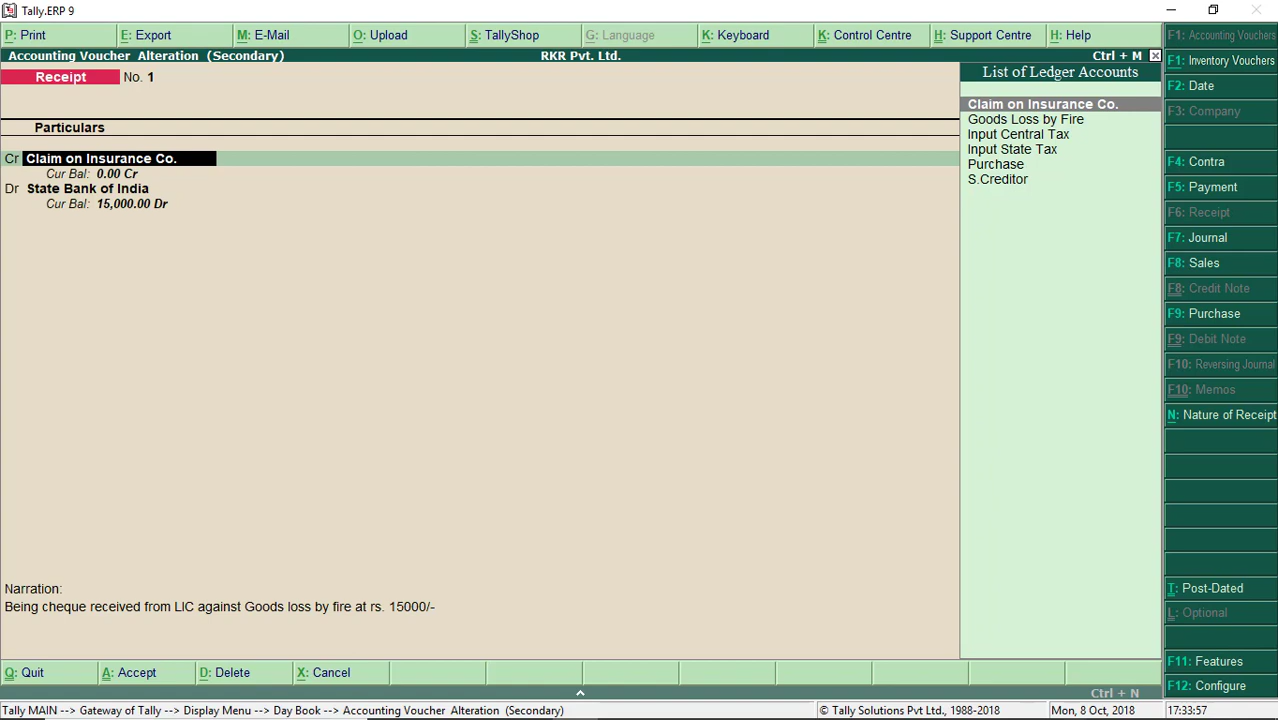 Tally.ERP 9
P: Print E: Export M: E-Mail O: Upload S: TallyShop G: Language K: Keyboard K: Control Centre H: Support Centre H: Help
Accounting Voucher Alteration (Secondary) RKR Pvt. Ltd. Ctrl + M
Receipt No. 1
Particulars
Cr Claim on Insurance Co.
Cur Bal: 0.00 Cr
Dr State Bank of India
Cur Bal: 15,000.00 Dr
Narration:
Being cheque received from LIC against Goods loss by fire at rs. 15000/-
List of Ledger Accounts
Claim on Insurance Co.
Goods Loss by Fire
Input Central Tax
Input State Tax
Purchase
S.Creditor
F1: Accounting Vouchers
F1: Inventory Vouchers
F2: Date
F3: Company
F4: Contra
F5: Payment
F6: Receipt
F7: Journal
F8: Sales
F8: Credit Note
F9: Purchase
F9: Debit Note
F10: Reversing Journal
F10: Memos
N: Nature of Receipt
T: Post-Dated
L: Optional
F11: Features
F12: Configure
Q: Quit A: Accept D: Delete X: Cancel
Ctrl + N
Tally MAIN --> Gateway of Tally --> Display Menu --> Day Book --> Accounting Voucher Alteration (Secondary) © Tally Solutions Pvt Ltd., 1988-2018 Mon, 8 Oct, 2018 17:33:57